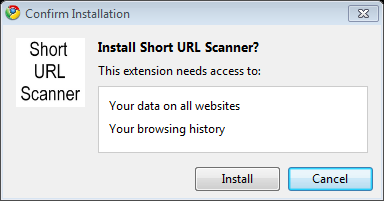 Confirm Installation
Short
URL
Scanner
Install Short URL Scanner?
This extension needs access to:
Your data on all websites
Your browsing history
Install
Cancel